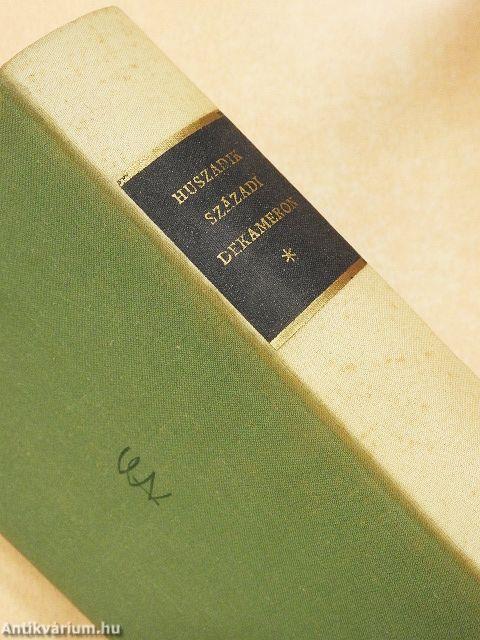 HUSZADIK
SZÁZADI
DEKAMERON
*
Antikvárium.hu